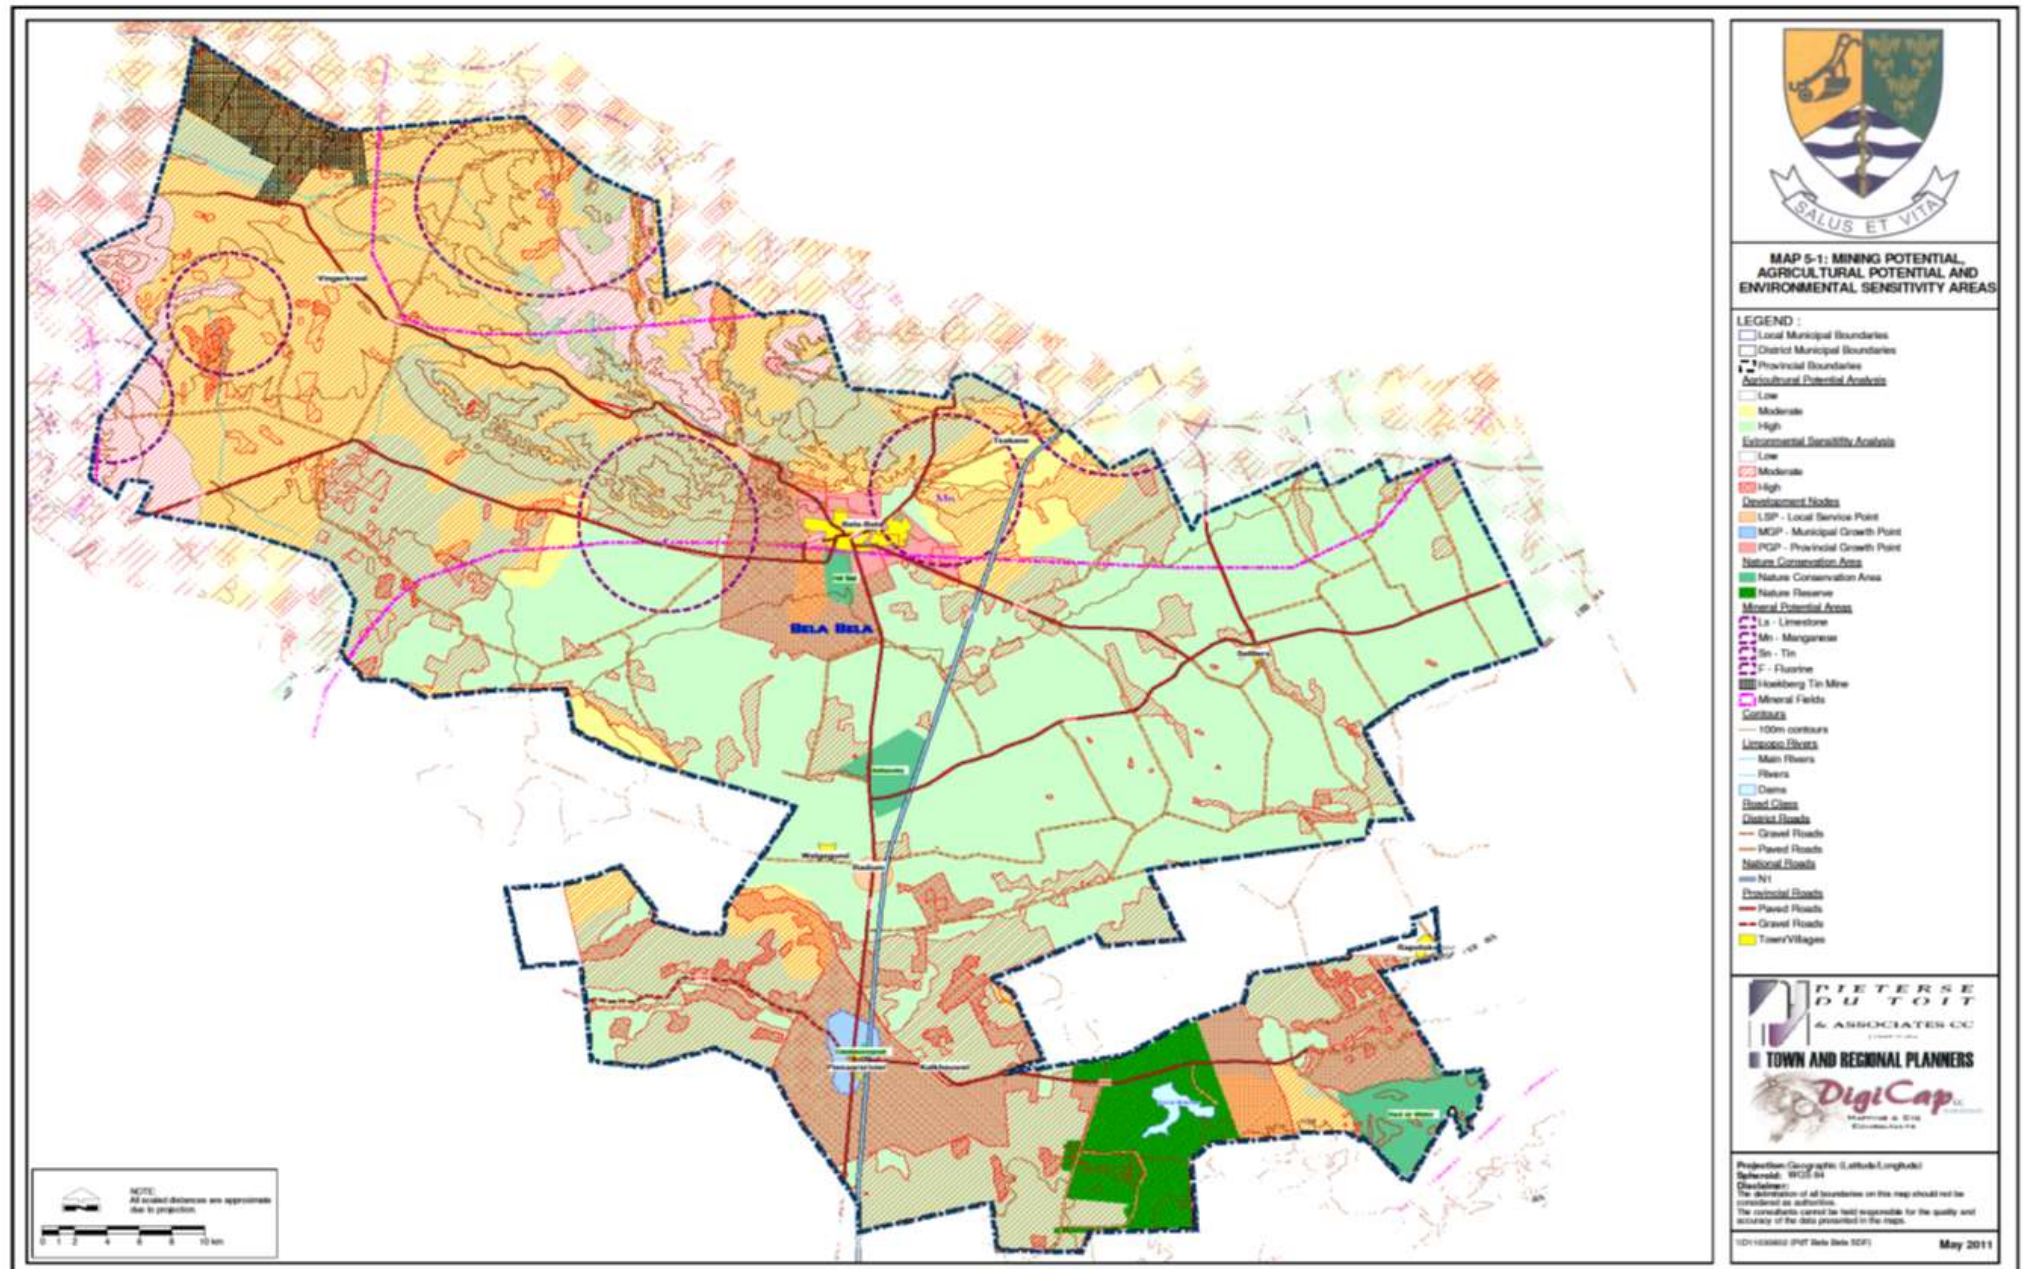 SALUS ET VITA
MAP 5-1: MINING POTENTIAL,
AGRICULTURAL POTENTIAL AND
ENVIRONMENTAL SENSITIVITY AREAS
LEGEND :
Local Municipal Boundaries
District Municipal Boundaries
Provincial Boundaries
Agricultural Potential Analysis
Low
Moderate
High
Environmental Sensitivity Analysis
Low
Moderate
High
Development Nodes
LSP - Local Service Point
MGP - Municipal Growth Point
PGP - Provincial Growth Point
Nature Conservation Area
Nature Conservation Area
Nature Reserve
Mineral Potential Areas
Ls - Limestone
Mn - Manganese
Sn - Tin
F - Fluorine
Mineral Fields
Contours
100m contours
Limpopo Rivers
Main Rivers
Rivers
Dams
Road Class
District Roads
Gravel Roads
Paved Roads
National Roads
N1
Provincial Roads
Paved Roads
Gravel Roads
Town/Villages
PIETERSE
DU TOIT
& ASSOCIATES CC
TOWN AND REGIONAL PLANNERS
DigiCap
Projection: Geographic (Latitude/Longitude)
Spheroid: WGS 84
Disclaimer:
The delimitation of all boundaries on this map should not be
considered as authoritive.
The consultants cannot be held responsible for the quality and
accuracy of the data presented in the maps.
May 2011
Vingerkraal
Tsakane
Mn
Bela-Bela
BELA BELA
Settlers
Radium
NOTE:
All scaled distances are approximate
due to projection.
0 1 2 4 6 8 10 km